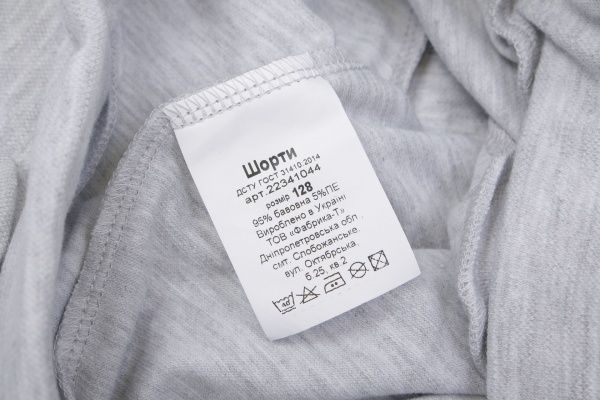 Шорти
ДСТУ ГОСТ 31410:2014
арт.22341044
розмір 128
95% бавовна 5%ПЕ
Вироблено в Україні
ТОВ «Фабрика-Т»
Дніпропетровська обл.
смт. Слобожанське,
вул. Октябрська,
б.25, кв.2
40